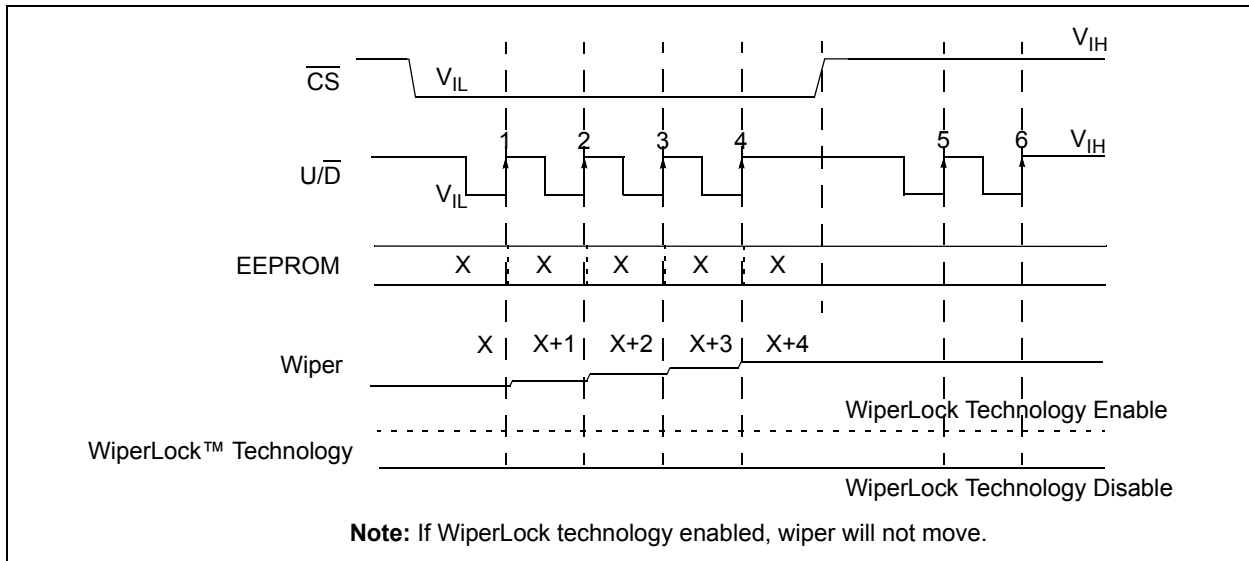 V_IH
C̅S̅ V_IL
1 2 3 4 5 6 V_IH
U/D̅
V_IL
EEPROM X X X X X
X X+1 X+2 X+3 X+4
Wiper
WiperLock Technology Enable
WiperLock™ Technology
WiperLock Technology Disable
Note: If WiperLock technology enabled, wiper will not move.